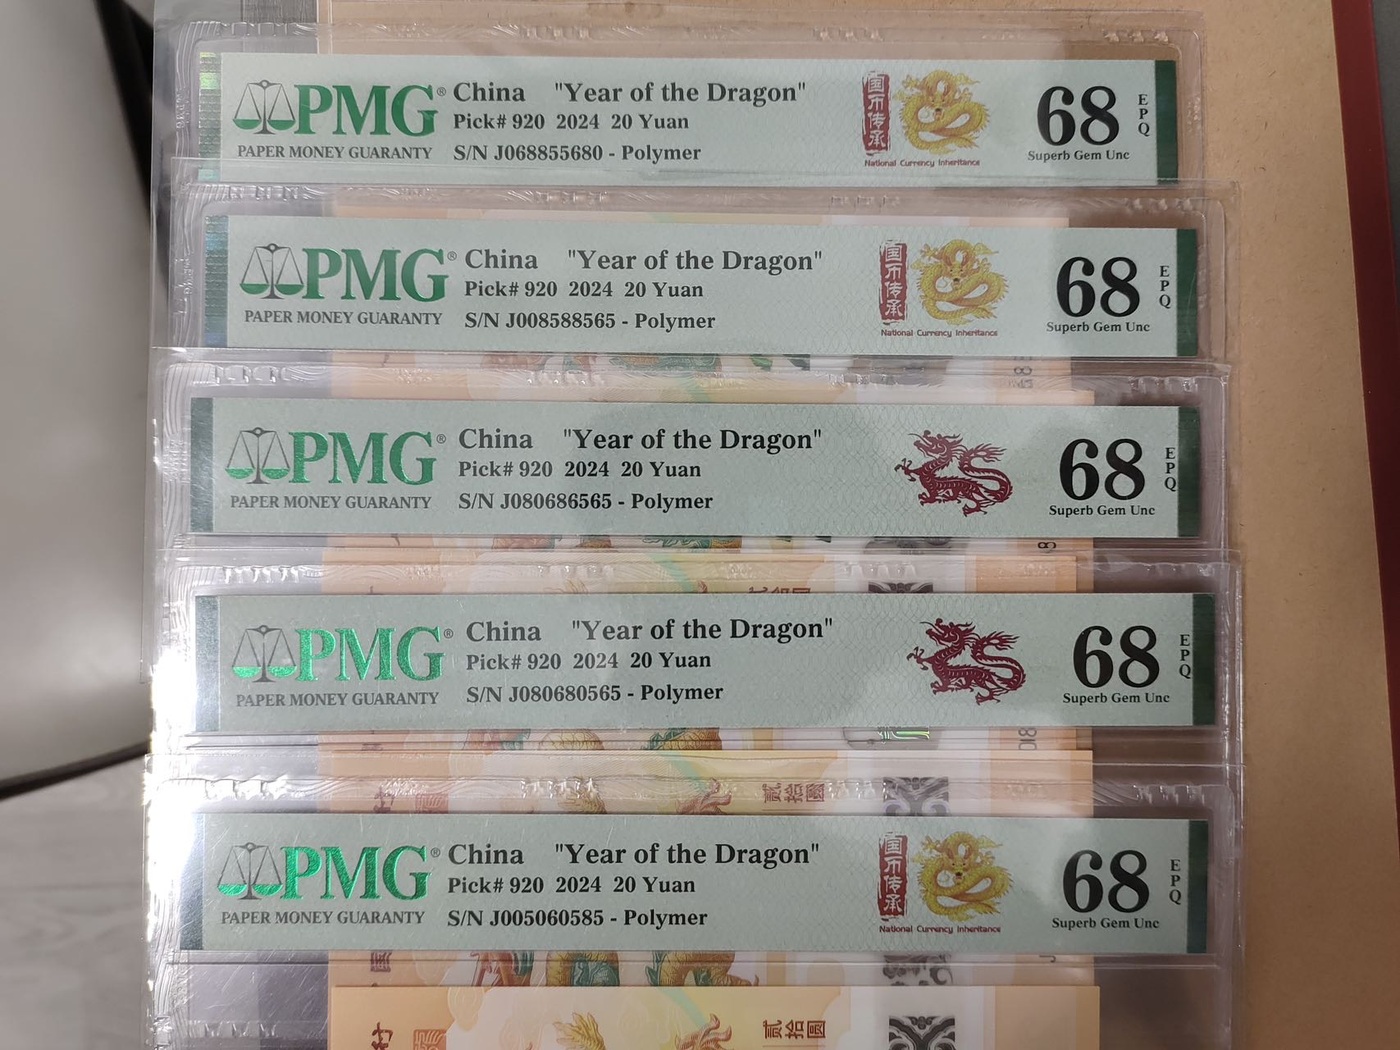 PMG®
PAPER MONEY GUARANTY
China "Year of the Dragon"
Pick# 920 2024 20 Yuan
S/N J068855680 - Polymer
国币传承
National Currency Inheritance
68
EPQ
Superb Gem Unc
PMG®
PAPER MONEY GUARANTY
China "Year of the Dragon"
Pick# 920 2024 20 Yuan
S/N J008588565 - Polymer
国币传承
National Currency Inheritance
68
EPQ
Superb Gem Unc
PMG®
PAPER MONEY GUARANTY
China "Year of the Dragon"
Pick# 920 2024 20 Yuan
S/N J080686565 - Polymer
68
EPQ
Superb Gem Unc
PMG®
PAPER MONEY GUARANTY
China "Year of the Dragon"
Pick# 920 2024 20 Yuan
S/N J080680565 - Polymer
68
EPQ
Superb Gem Unc
贰拾圆
PMG®
PAPER MONEY GUARANTY
China "Year of the Dragon"
Pick# 920 2024 20 Yuan
S/N J005060585 - Polymer
国币传承
National Currency Inheritance
68
EPQ
Superb Gem Unc
贰拾圆